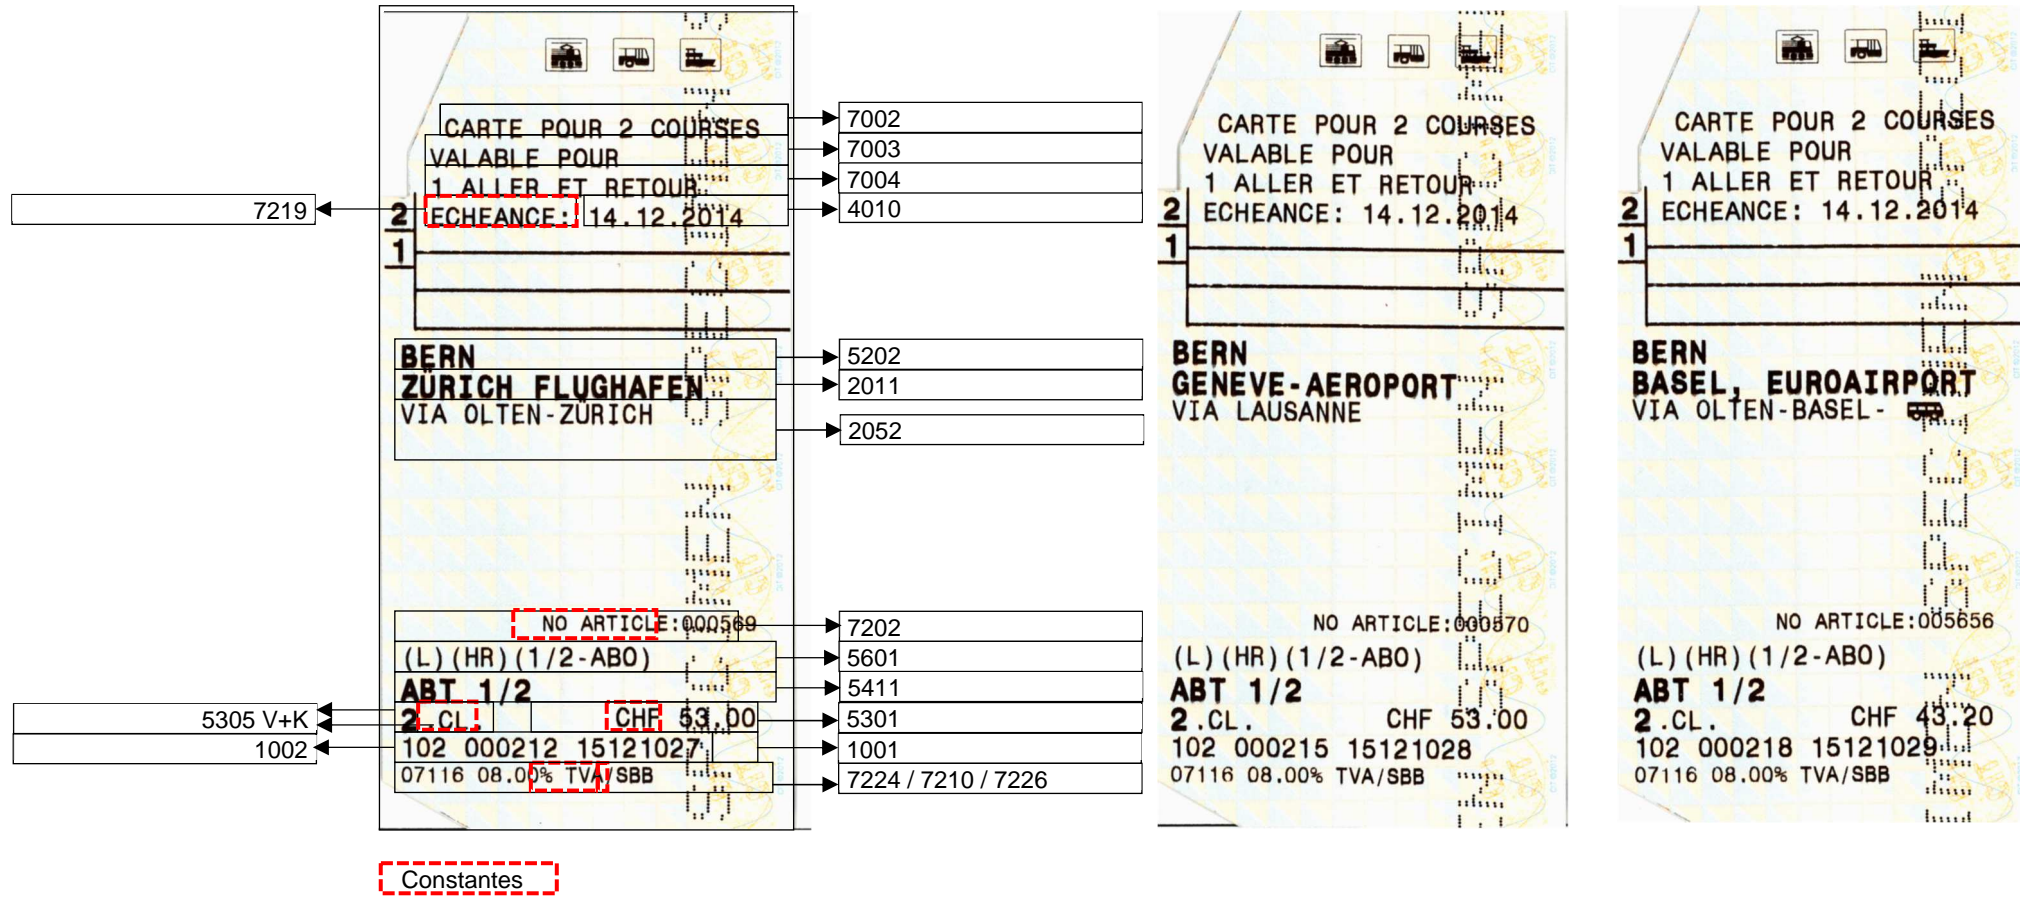 CARTE POUR 2 COURSES
7002
VALABLE POUR
7003
1 ALLER ET RETOUR
7004
7219
2
ECHEANCE: 14.12.2014
4010
1
BERN
5202
ZÜRICH FLUGHAFEN
2011
VIA OLTEN-ZÜRICH
2052
NO ARTICLE:000569
7202
(L)(HR)(1/2-ABO)
5601
ABT 1/2
5411
5305 V+K
2.CL. CHF 53.00
5301
1002
102 000212 15121027
1001
07116 08.00% TVA/SBB
7224 / 7210 / 7226
Constantes
CARTE POUR 2 COURSES
VALABLE POUR
1 ALLER ET RETOUR
2
ECHEANCE: 14.12.2014
1
BERN
GENEVE-AEROPORT
VIA LAUSANNE
NO ARTICLE:000570
(L)(HR)(1/2-ABO)
ABT 1/2
2.CL. CHF 53.00
102 000215 15121028
07116 08.00% TVA/SBB
CARTE POUR 2 COURSES
VALABLE POUR
1 ALLER ET RETOUR
2
ECHEANCE: 14.12.2014
1
BERN
BASEL, EUROAIRPORT
VIA OLTEN-BASEL-
NO ARTICLE:005656
(L)(HR)(1/2-ABO)
ABT 1/2
2.CL. CHF 43.20
102 000218 15121029
07116 08.00% TVA/SBB